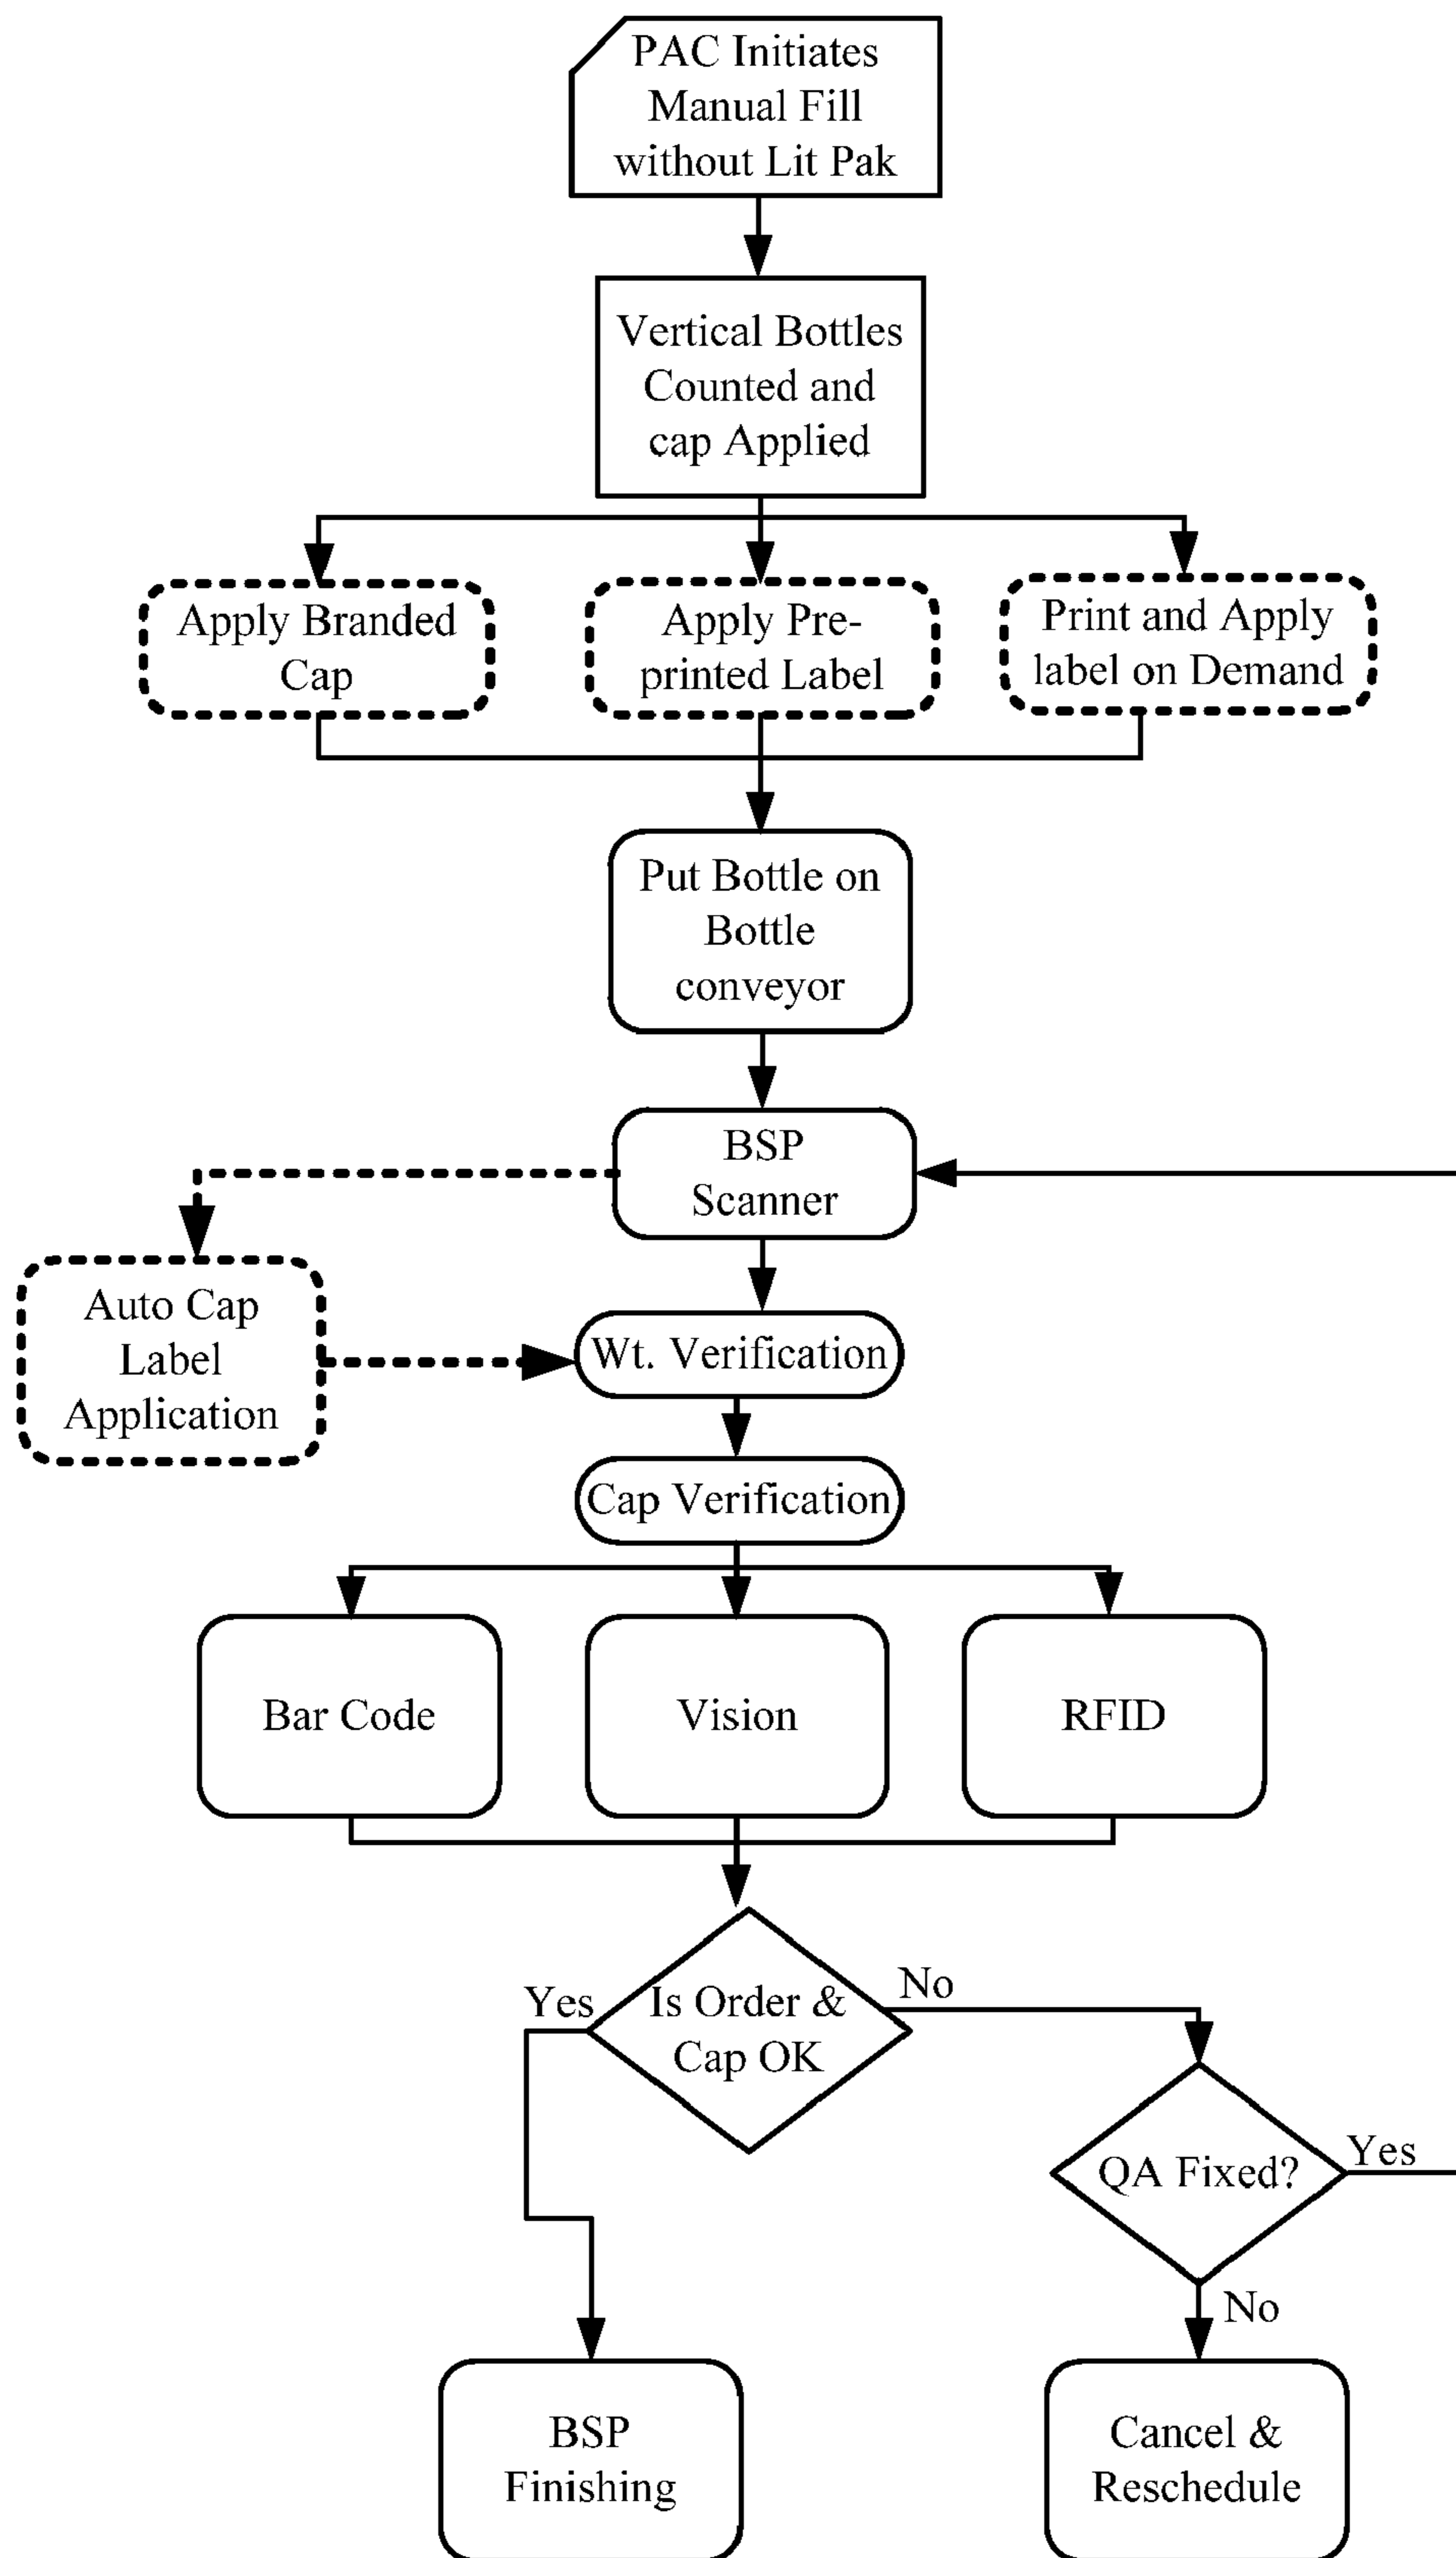 PAC Initiates
Manual Fill
without Lit Pak
Vertical Bottles
Counted and
cap Applied
Apply Branded
Cap
Apply Pre-
printed Label
Print and Apply
label on Demand
Put Bottle on
Bottle
conveyor
BSP
Scanner
Auto Cap
Label
Application
Wt. Verification
Cap Verification
Bar Code
Vision
RFID
Yes
Is Order &
Cap OK
No
QA Fixed?
Yes
No
BSP
Finishing
Cancel &
Reschedule